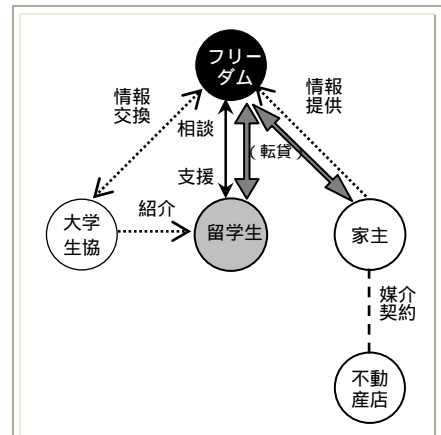 フリー
ダム
情報
交換
情報
提供
相談
（転貸）
支援
紹介
大学
生協
留学生
家主
媒介
契約
不動
産店